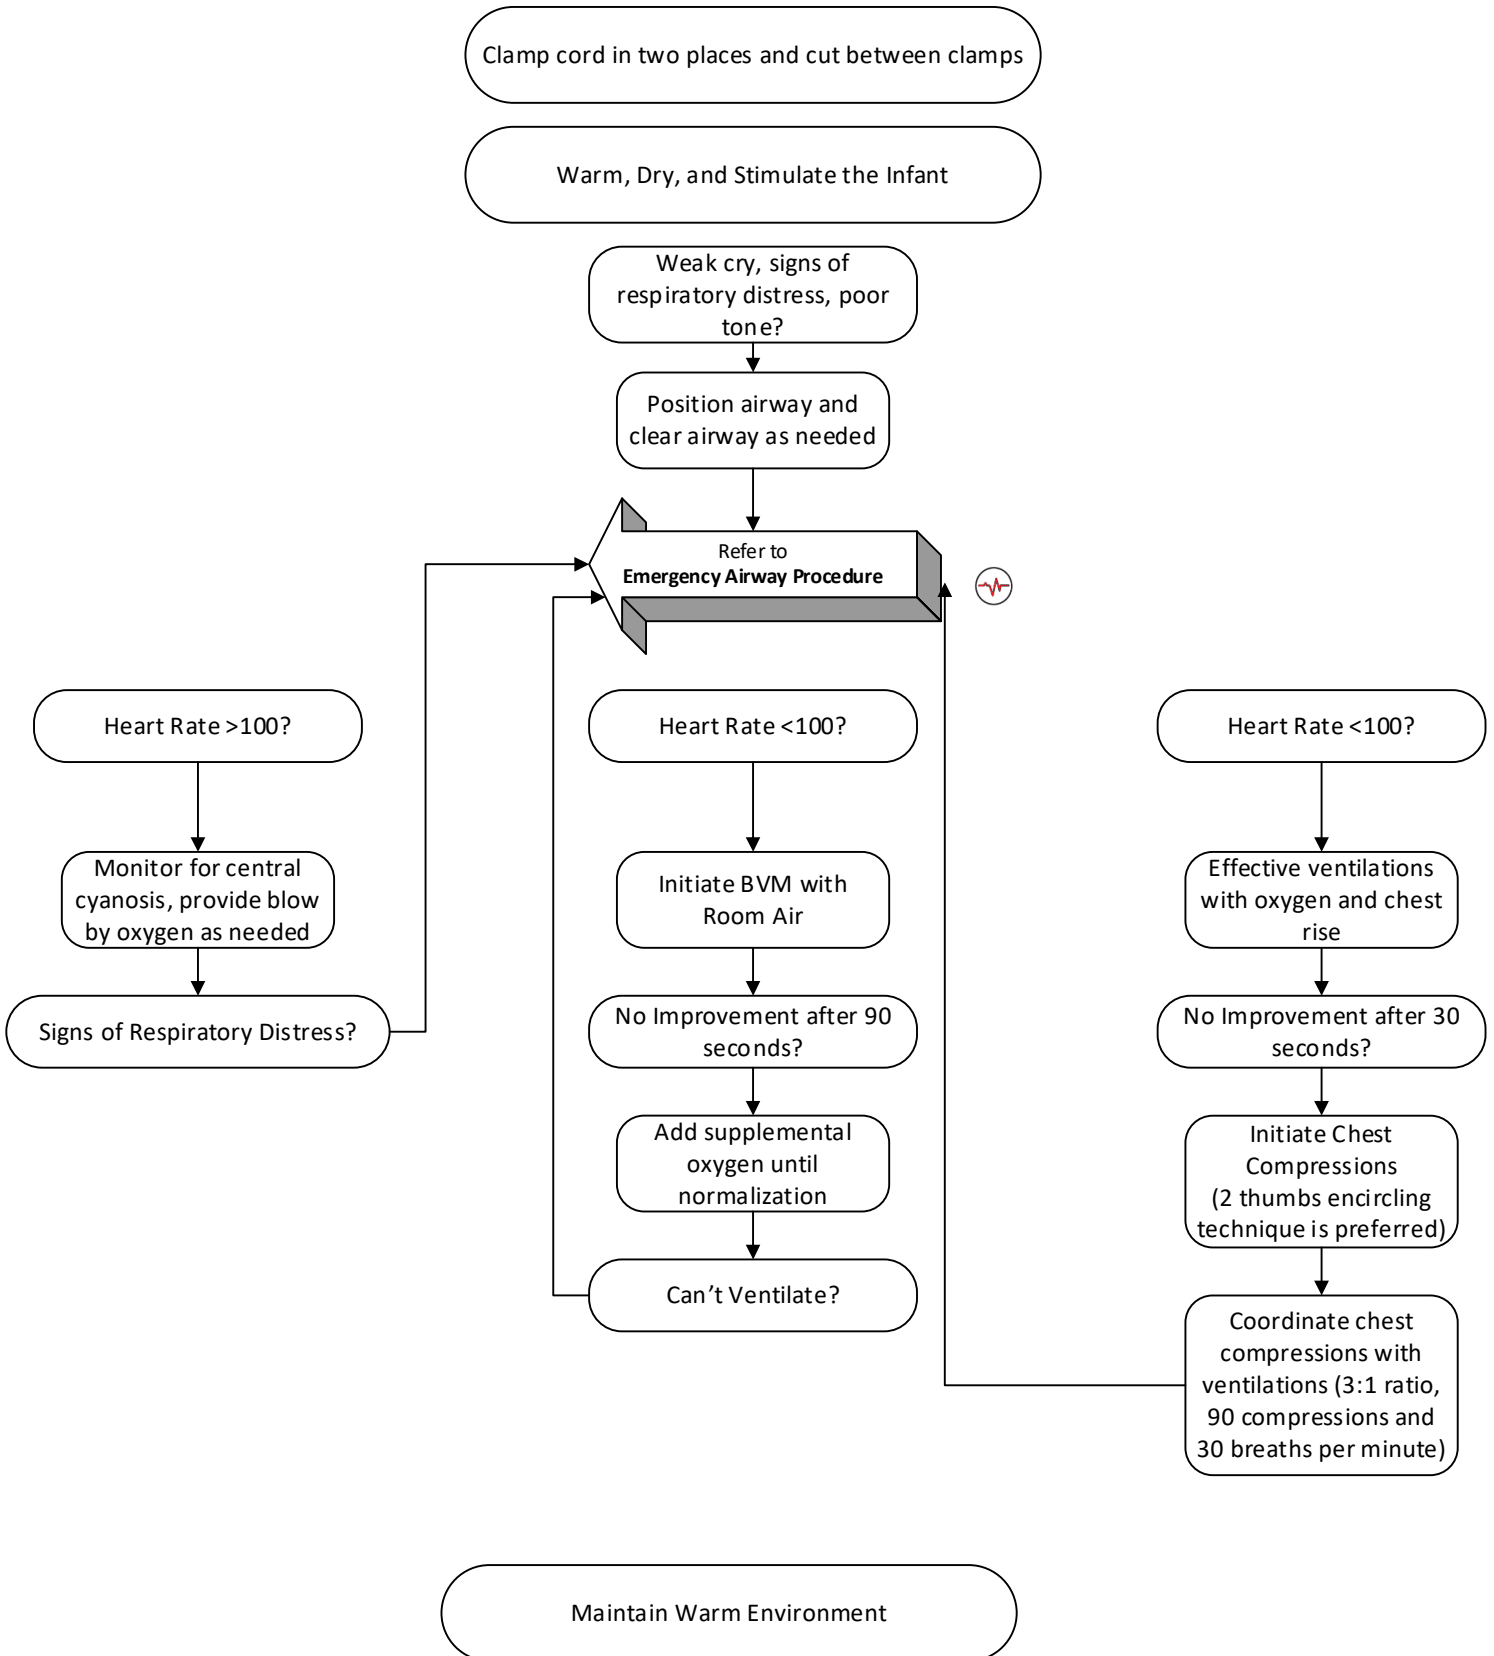 Clamp cord in two places and cut between clamps
Warm, Dry, and Stimulate the Infant
Weak cry, signs of
respiratory distress, poor
tone?
Position airway and
clear airway as needed
Refer to
Emergency Airway Procedure
Heart Rate >100?
Monitor for central
cyanosis, provide blow
by oxygen as needed
Signs of Respiratory Distress?
Heart Rate <100?
Initiate BVM with
Room Air
No Improvement after 90
seconds?
Add supplemental
oxygen until
normalization
Can’t Ventilate?
Heart Rate <100?
Effective ventilations
with oxygen and chest
rise
No Improvement after 30
seconds?
Initiate Chest
Compressions
(2 thumbs encircling
technique is preferred)
Coordinate chest
compressions with
ventilations (3:1 ratio,
90 compressions and
30 breaths per minute)
Maintain Warm Environment